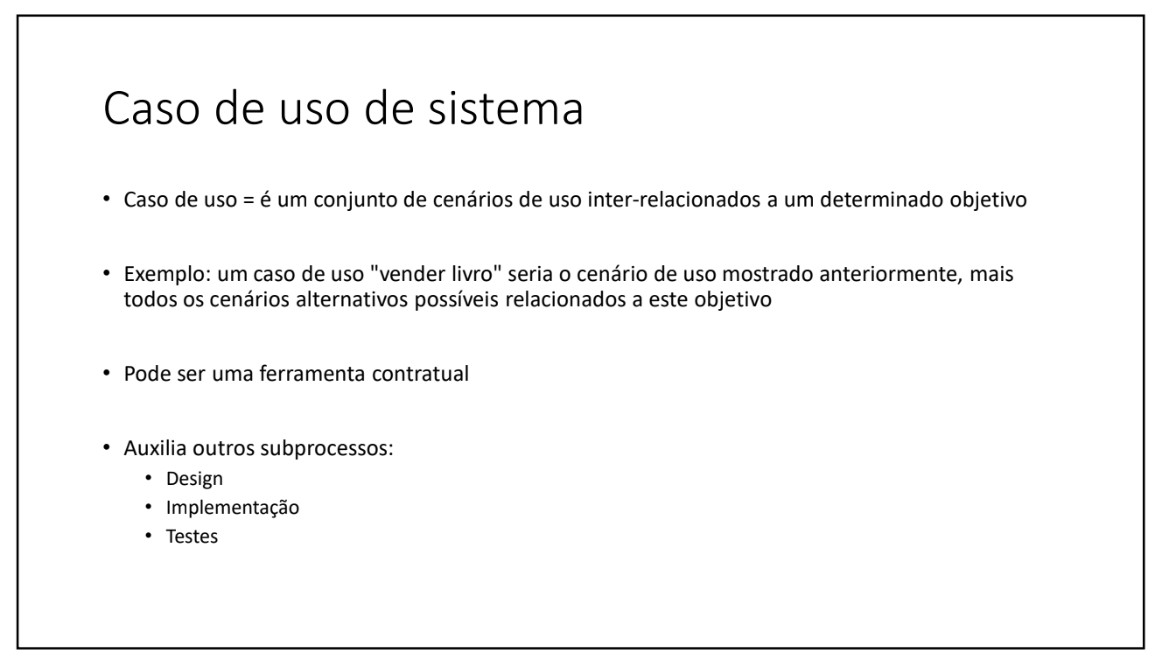 Caso de uso de sistema
• Caso de uso = é um conjunto de cenários de uso inter-relacionados a um determinado objetivo
• Exemplo: um caso de uso "vender livro" seria o cenário de uso mostrado anteriormente, mais
todos os cenários alternativos possíveis relacionados a este objetivo
• Pode ser uma ferramenta contratual
• Auxilia outros subprocessos:
• Design
• Implementação
• Testes